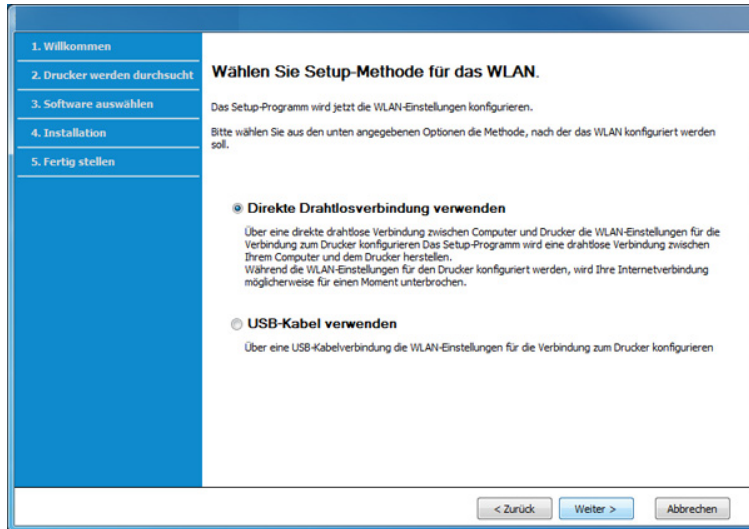 1. Willkommen
2. Drucker werden durchsucht
3. Software auswählen
4. Installation
5. Fertig stellen
Wählen Sie Setup-Methode für das WLAN.
Das Setup-Programm wird jetzt die WLAN-Einstellungen konfigurieren.
Bitte wählen Sie aus den unten angegebenen Optionen die Methode, nach der das WLAN konfiguriert werden
soll.
Direkte Drahtlosverbindung verwenden
Über eine direkte drahtlose Verbindung zwischen Computer und Drucker die WLAN-Einstellungen für die
Verbindung zum Drucker konfigurieren Das Setup-Programm wird eine drahtlose Verbindung zwischen
Ihrem Computer und dem Drucker herstellen.
Während die WLAN-Einstellungen für den Drucker konfiguriert werden, wird Ihre Internetverbindung
möglicherweise für einen Moment unterbrochen.
USB-Kabel verwenden
Über eine USB-Kabelverbindung die WLAN-Einstellungen für die Verbindung zum Drucker konfigurieren
< Zurück Weiter > Abbrechen